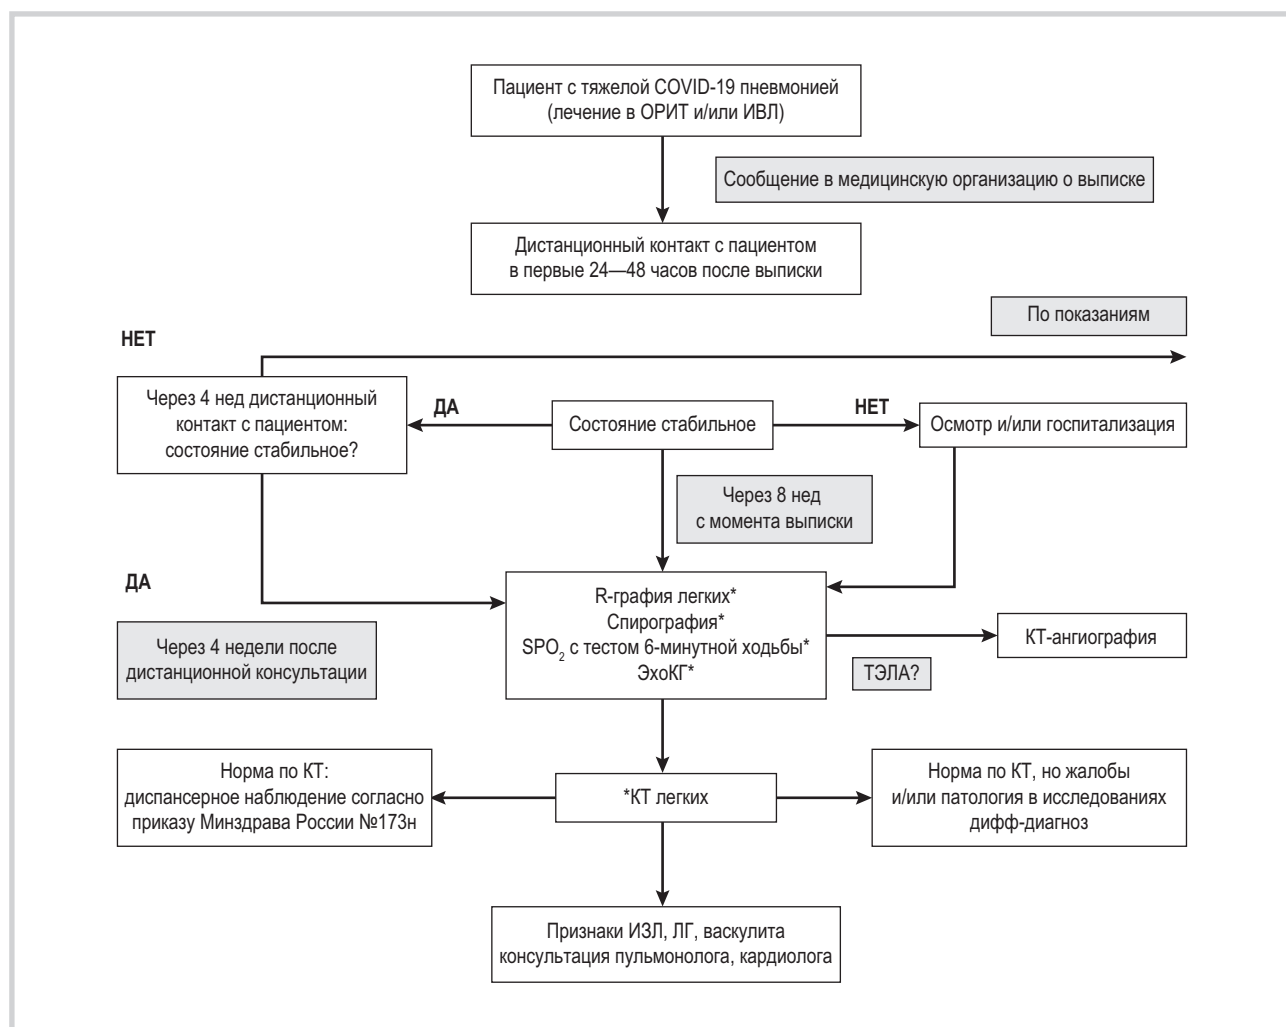 Пациент с тяжелой COVID-19 пневмонией
(лечение в ОРИТ и/или ИВЛ)
Сообщение в медицинскую организацию о выписке
Дистанционный контакт с пациентом
в первые 24—48 часов после выписки
По показаниям
НЕТ
Через 4 нед дистанционный
контакт с пациентом:
состояние стабильное?
ДА
Состояние стабильное
НЕТ
Осмотр и/или госпитализация
Через 8 нед
с момента выписки
ДА
Через 4 недели после
дистанционной консультации
R-графия легких*
Спирография*
SPO₂ с тестом 6-минутной ходьбы*
ЭхоКГ*
КТ-ангиография
ТЭЛА?
Норма по КТ:
диспансерное наблюдение согласно
приказу Минздрава России №173н
*КТ легких
Норма по КТ, но жалобы
и/или патология в исследованиях
дифф-диагноз
Признаки ИЗЛ, ЛГ, васкулита
консультация пульмонолога, кардиолога